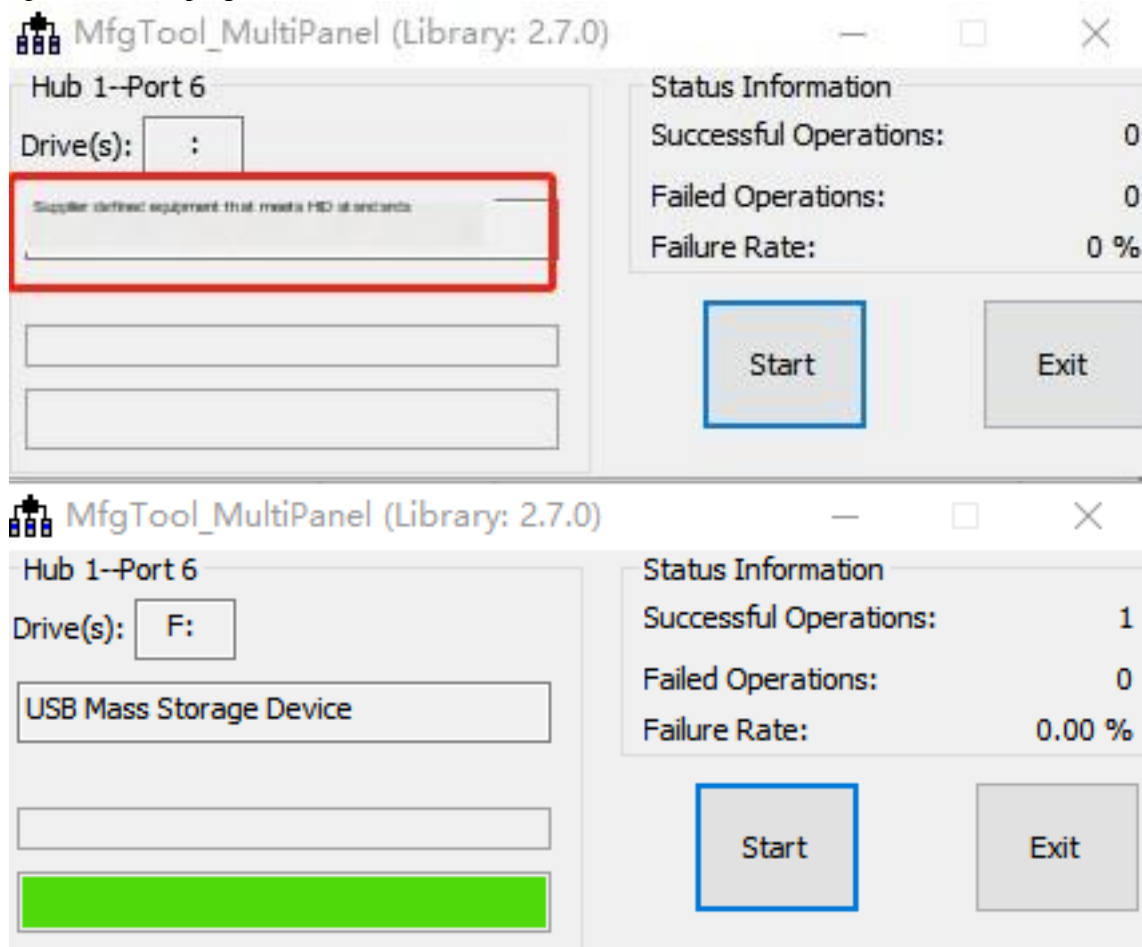 MfgTool_MultiPanel (Library: 2.7.0)
Hub 1--Port 6
Drive(s): :
Supplier defined equipment that meets HID standards
Status Information
Successful Operations: 0
Failed Operations: 0
Failure Rate: 0 %
Start
Exit
MfgTool_MultiPanel (Library: 2.7.0)
Hub 1--Port 6
Drive(s): F:
USB Mass Storage Device
Status Information
Successful Operations: 1
Failed Operations: 0
Failure Rate: 0.00 %
Start
Exit